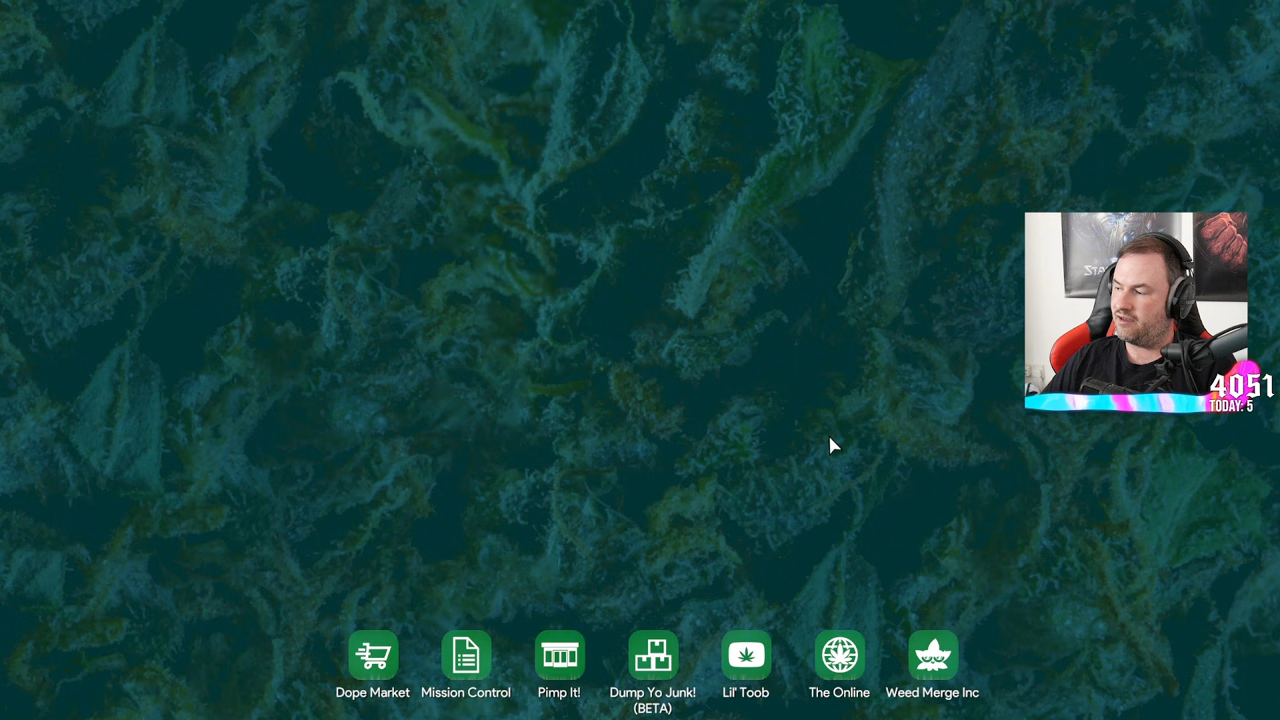 4051
TODAY: 5
Dope Market
Mission Control
Pimp It!
Dump Yo Junk!
(BETA)
Lil' Toob
The Online
Weed Merge Inc